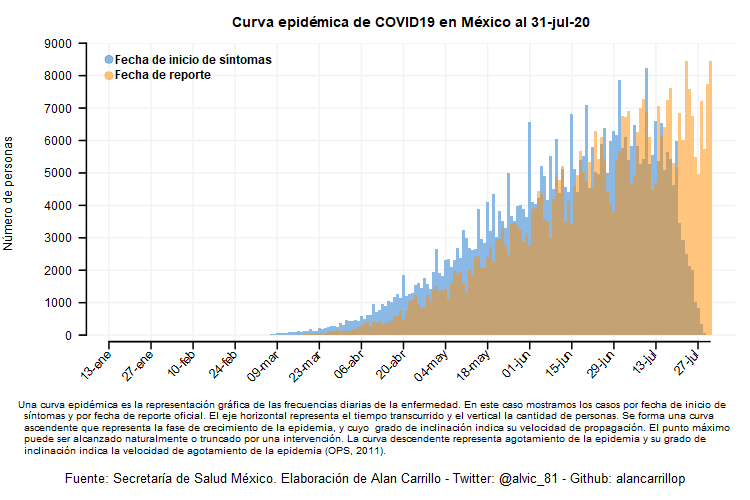 Curva epidémica de COVID19 en México al 31-jul-20
Fecha de inicio de síntomas
Fecha de reporte
Número de personas
9000
8000
7000
6000
5000
4000
3000
2000
1000
0
13-ene
27-ene
10-feb
24-feb
09-mar
23-mar
06-abr
20-abr
04-may
18-may
01-jun
15-jun
29-jun
13-jul
27-jul
Una curva epidémica es la representación gráfica de las frecuencias diarias de la enfermedad. En este caso mostramos los casos por fecha de inicio de
síntomas y por fecha de reporte oficial. El eje horizontal representa el tiempo transcurrido y el vertical la cantidad de personas. Se forma una curva
ascendente que representa la fase de crecimiento de la epidemia, y cuyo grado de inclinación indica su velocidad de propagación. El punto máximo
puede ser alcanzado naturalmente o truncado por una intervención. La curva descendente representa agotamiento de la epidemia y su grado de
inclinación indica la velocidad de agotamiento de la epidemia (OPS, 2011).
Fuente: Secretaría de Salud México. Elaboración de Alan Carrillo - Twitter: @alvic_81 - Github: alancarrillop